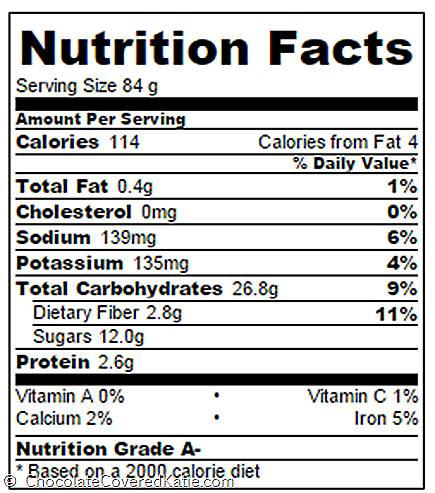 Nutrition Facts
Serving Size 84 g
Amount Per Serving
Calories 114 Calories from Fat 4
% Daily Value*
Total Fat 0.4g 1%
Cholesterol 0mg 0%
Sodium 139mg 6%
Potassium 135mg 4%
Total Carbohydrates 26.8g 9%
Dietary Fiber 2.8g 11%
Sugars 12.0g
Protein 2.6g
Vitamin A 0% • Vitamin C 1%
Calcium 2% • Iron 5%
Nutrition Grade A-
* Based on a 2000 calorie diet
© ChocolateCoveredKatie.com